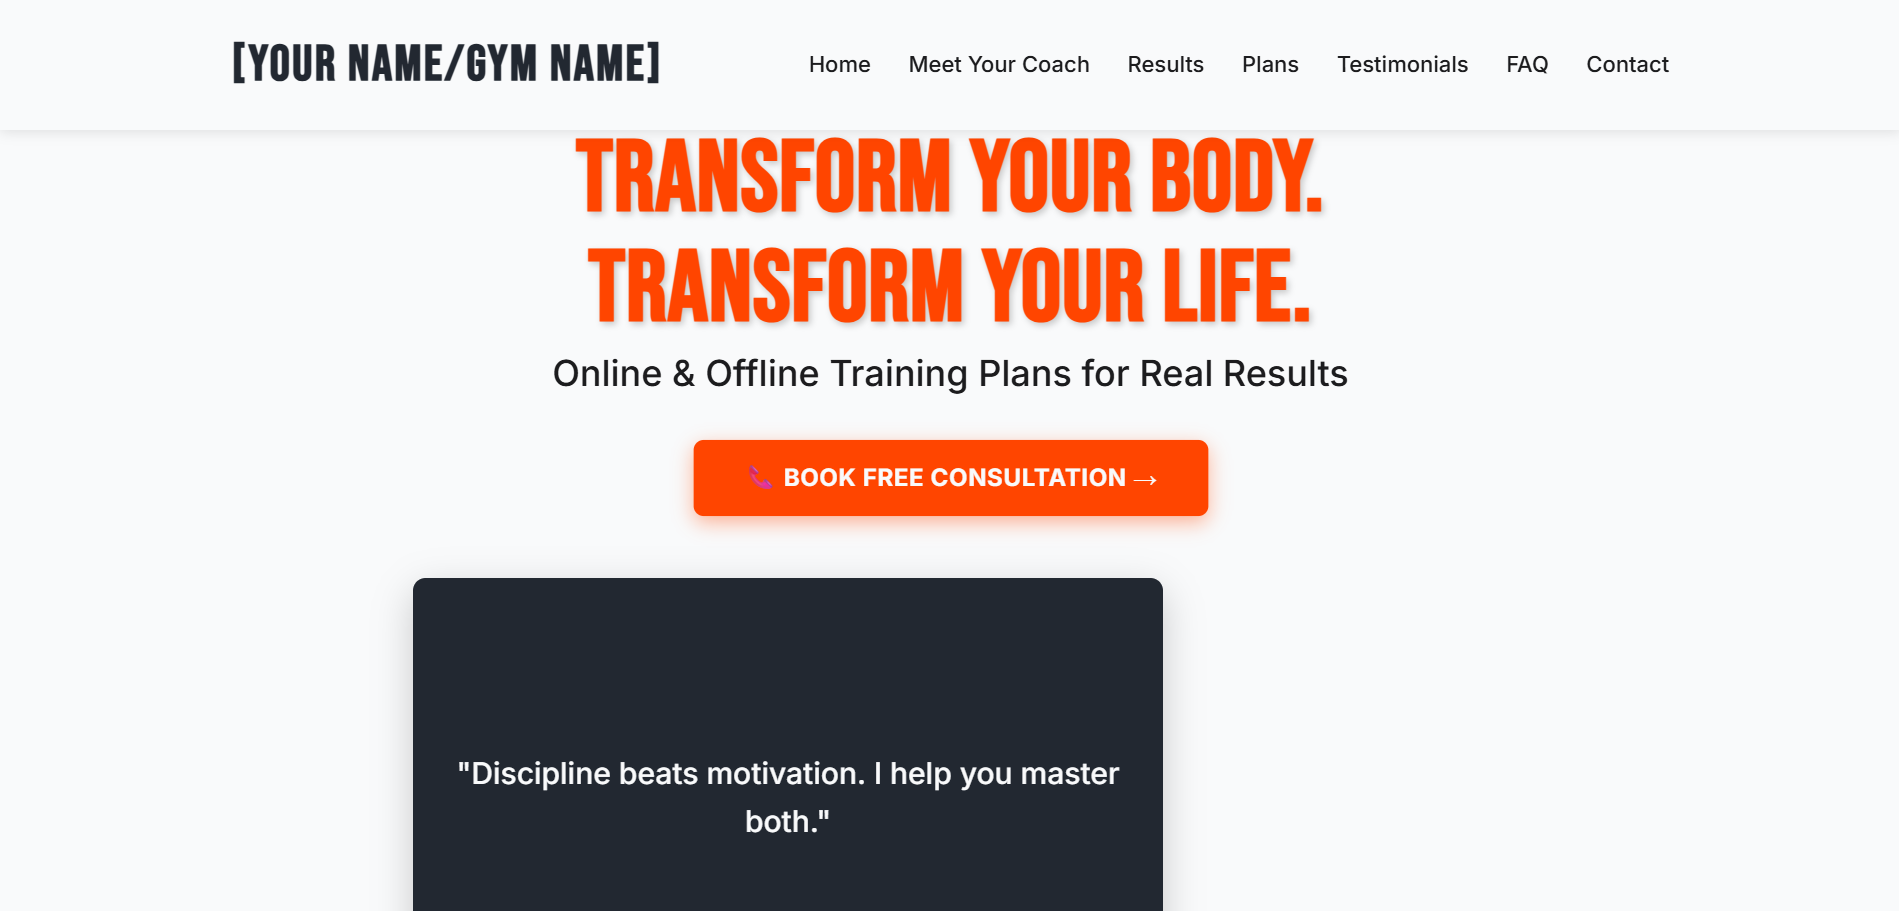 [YOUR NAME/GYM NAME]
Home Meet Your Coach Results Plans Testimonials FAQ Contact
TRANSFORM YOUR BODY.
TRANSFORM YOUR LIFE.
Online & Offline Training Plans for Real Results
📞 BOOK FREE CONSULTATION →
"Discipline beats motivation. I help you master
both."